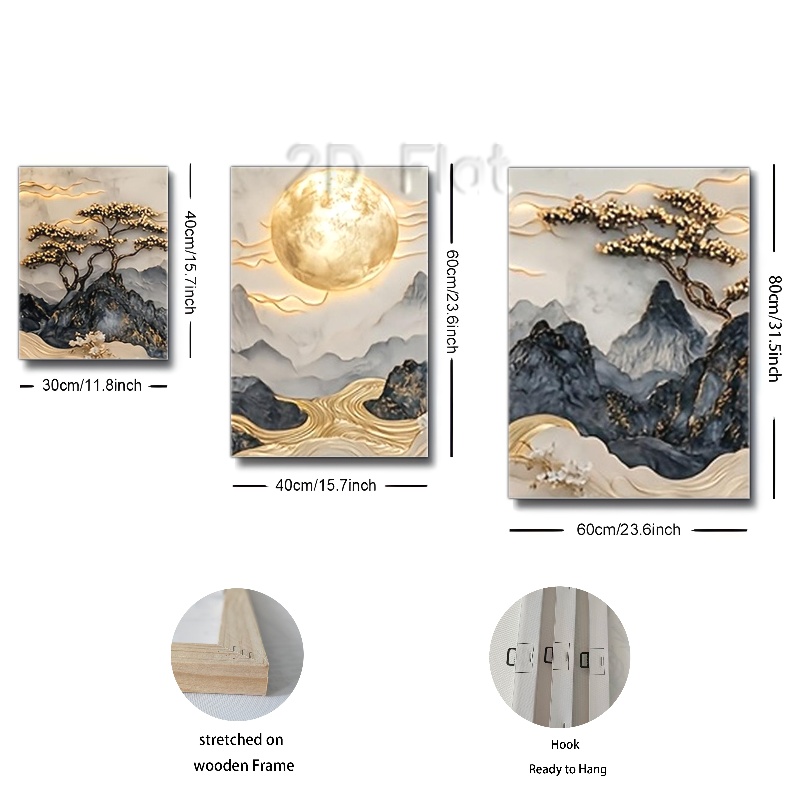 2D Flat
40cm/15.7inch
30cm/11.8inch
60cm/23.6inch
40cm/15.7inch
80cm/31.5inch
60cm/23.6inch
stretched on
wooden Frame
Hook
Ready to Hang